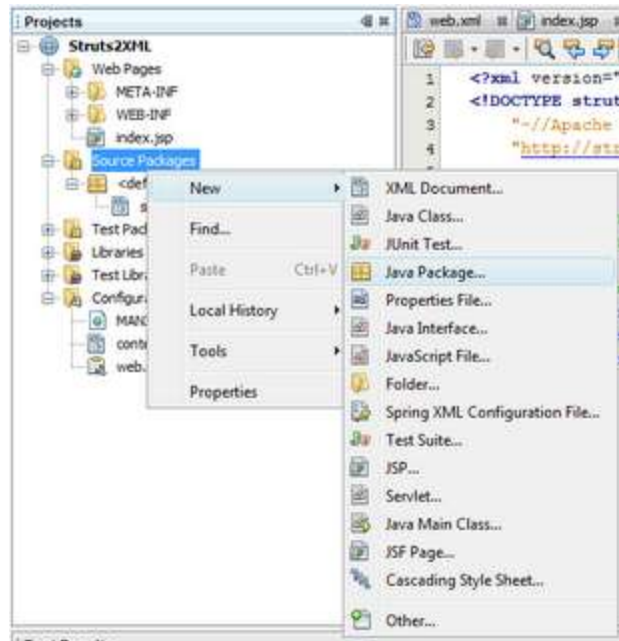 Projects
Struts2XML
Web Pages
META-INF
WEB-INF
index.jsp
Source Packages
<def
s
Test Pack
Libraries
Test Libr
Configura
MAN
conte
web.
web.xml index.jsp
1 <?xml version="
2 <!DOCTYPE strut
3 "-//Apache
4 "http://str
New
Find...
Paste Ctrl+V
Local History
Tools
Properties
XML Document...
Java Class...
JUnit Test...
Java Package...
Properties File...
Java Interface...
JavaScript File...
Folder...
Spring XML Configuration File...
Test Suite...
JSP...
Servlet...
Java Main Class...
JSF Page...
Cascading Style Sheet...
Other...